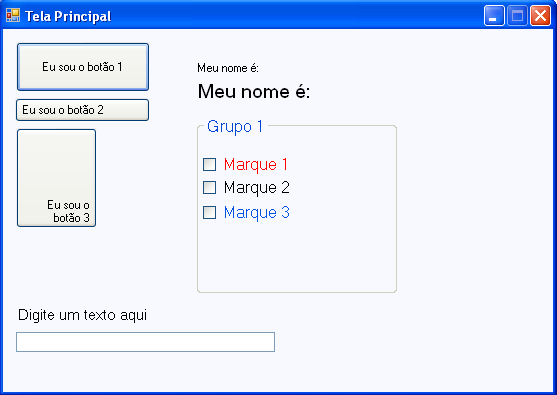 Tela Principal
Eu sou o botão 1
Eu sou o botão 2
Eu sou o
botão 3
Meu nome é:
Meu nome é:
Grupo 1
Marque 1
Marque 2
Marque 3
Digite um texto aqui